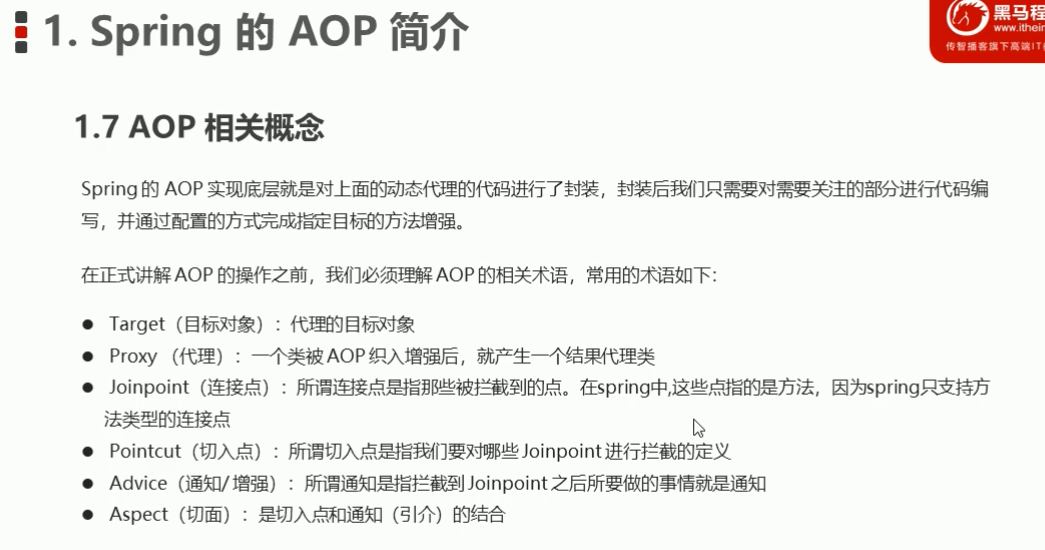 1. Spring 的 AOP 简介
黑马程
www.itheim
传智播客旗下高端IT
1.7 AOP 相关概念
Spring 的 AOP 实现底层就是对上面的动态代理的代码进行了封装，封装后我们只需要对需要关注的部分进行代码编
写，并通过配置的方式完成指定目标的方法增强。
在正式讲解 AOP 的操作之前，我们必须理解 AOP 的相关术语，常用的术语如下：
● Target（目标对象）：代理的目标对象
● Proxy （代理）：一个类被 AOP 织入增强后，就产生一个结果代理类
● Joinpoint（连接点）：所谓连接点是指那些被拦截到的点。在spring中,这些点指的是方法，因为spring只支持方
法类型的连接点
● Pointcut（切入点）：所谓切入点是指我们要对哪些 Joinpoint 进行拦截的定义
● Advice（通知/ 增强）：所谓通知是指拦截到 Joinpoint 之后所要做的事情就是通知
● Aspect（切面）：是切入点和通知（引介）的结合